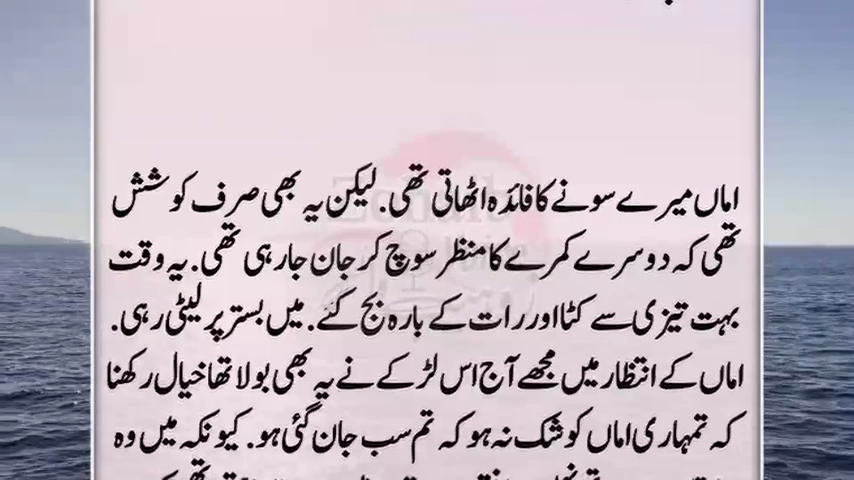 اماں میرے سونے کا فائدہ اٹھاتی تھی. لیکن یہ بھی صرف کوشش
تھی کہ دوسرے کمرے کا منظر سوچ کر جان جا رہی تھی. یہ وقت
بہت تیزی سے کٹا اور رات کے بارہ بج گئے. میں بستر پر لیٹی رہی.
اماں کے انتظار میں مجھے آج اس لڑکے نے یہ بھی بولا تھا خیال رکھنا
کہ تمہاری اماں کو شک نہ ہو کہ تم سب جان گئی ہو. کیونکہ میں وہ